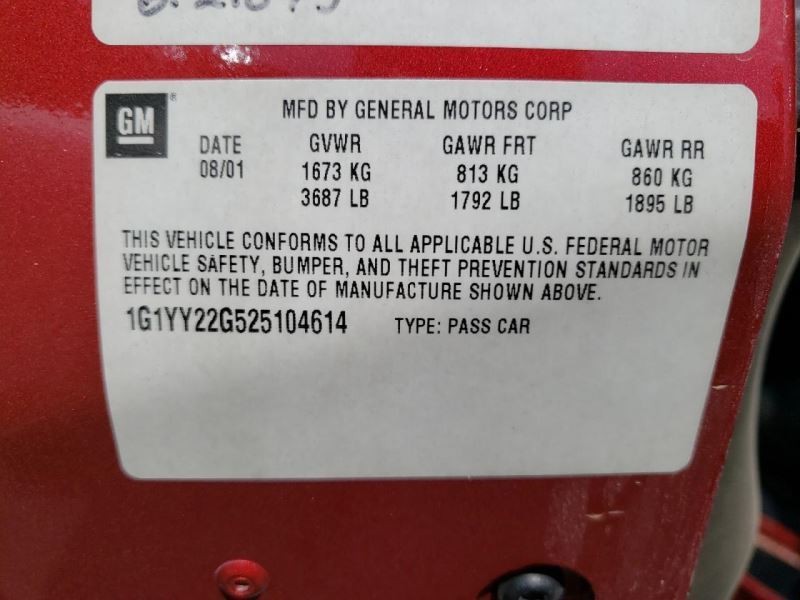 GM® MFD BY GENERAL MOTORS CORP
DATE GVWR GAWR FRT GAWR RR
08/01 1673 KG 813 KG 860 KG
3687 LB 1792 LB 1895 LB
THIS VEHICLE CONFORMS TO ALL APPLICABLE U.S. FEDERAL MOTOR
VEHICLE SAFETY, BUMPER, AND THEFT PREVENTION STANDARDS IN
EFFECT ON THE DATE OF MANUFACTURE SHOWN ABOVE.
1G1YY22G525104614 TYPE: PASS CAR